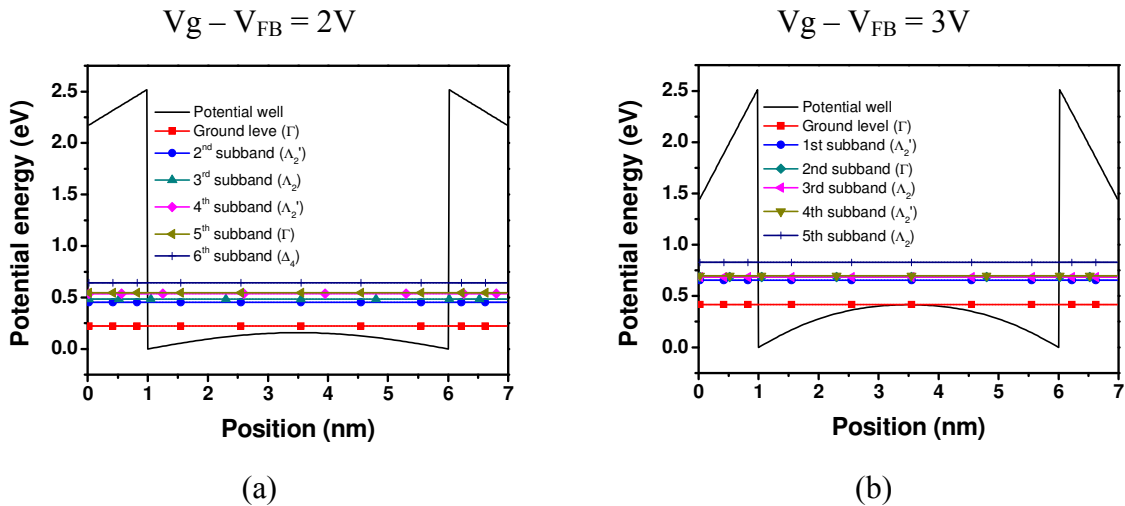 Vg – V_FB = 2V
2.5
2.0
1.5
1.0
0.5
0.0
Potential energy (eV)
Potential well
Ground leve (Γ)
2nd subband (Λ2')
3rd subband (Λ2)
4th subband (Λ2')
5th subband (Γ)
6th subband (Δ4)
0 1 2 3 4 5 6 7
Position (nm)
(a)
Vg – V_FB = 3V
2.5
2.0
1.5
1.0
0.5
0.0
Potential energy (eV)
Potential well
Ground level (Γ)
1st subband (Λ2')
2nd subband (Γ)
3rd subband (Λ2)
4th subband (Λ2')
5th subband (Λ2)
0 1 2 3 4 5 6 7
Position (nm)
(b)